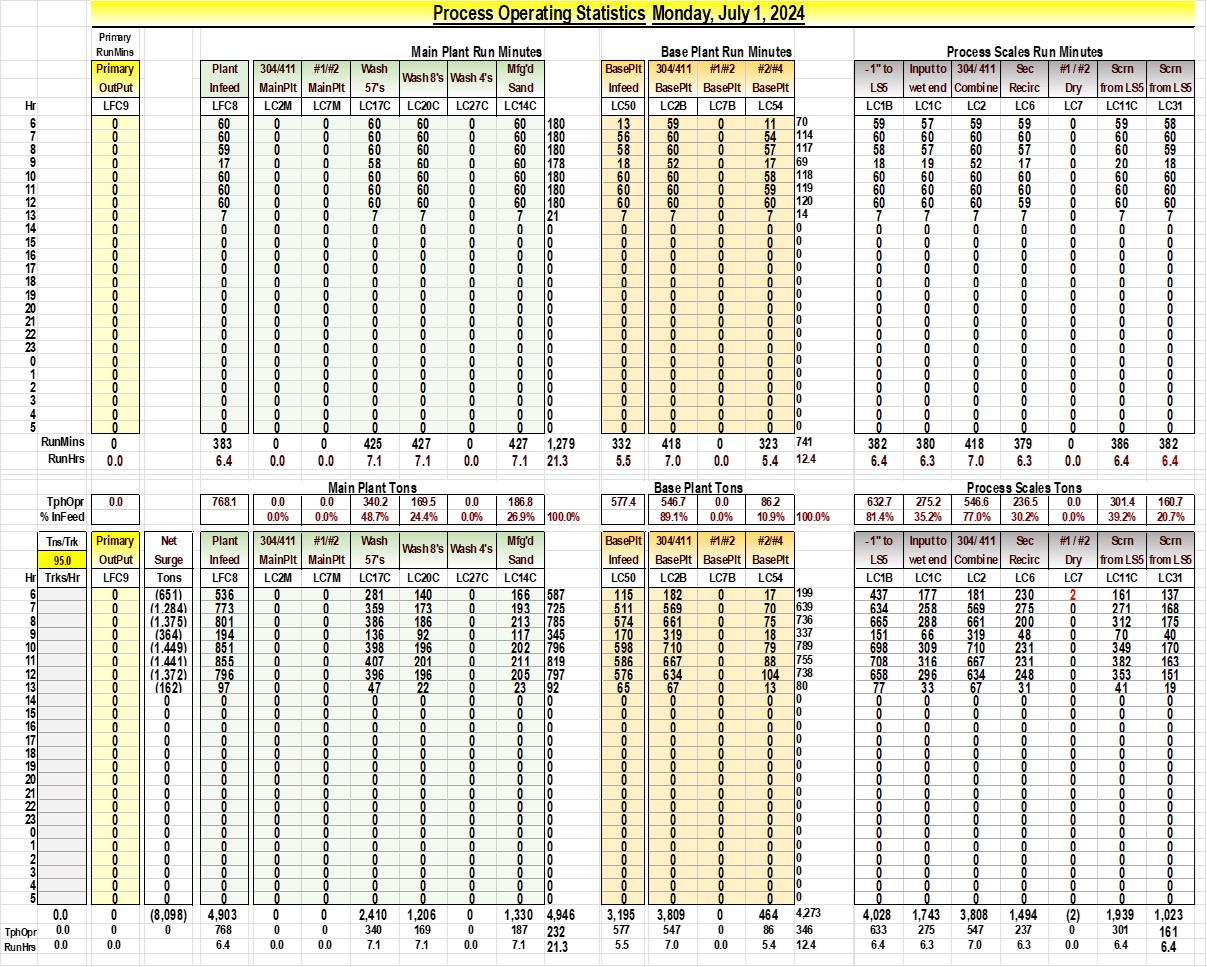 Process Operating Statistics Monday, July 1, 2024
Primary
RunMins Main Plant Run Minutes Base Plant Run Minutes Process Scales Run Minutes
Primary Plant 304/411 #1/#2 Wash Wash 8's Wash 4's Mfg'd BasePlt 304/411 #1/#2 #2/#4 -1" to Input to 304/ 411 Sec #1 / #2 Scrn Scrn
OutPut Infeed MainPlt MainPlt 57's Sand Infeed BasePlt BasePlt BasePlt LS5 wet end Combine Recirc Dry from LS5 from LS5
Hr LFC9 LFC8 LC2M LC7M LC17C LC20C LC27C LC14C LC50 LC2B LC7B LC54 LC1B LC1C LC2 LC6 LC7 LC11C LC31
6 0 60 0 0 60 60 0 60 180 13 59 0 11 70 59 57 59 59 0 59 58
7 0 60 0 0 60 60 0 60 180 56 60 0 54 114 60 60 60 60 0 60 60
8 0 59 0 0 60 60 0 60 180 58 60 0 57 117 58 57 60 57 0 60 59
9 0 17 0 0 58 60 0 60 178 18 52 0 17 69 18 19 52 17 0 20 18
10 0 60 0 0 60 60 0 60 180 60 60 0 58 118 60 60 60 60 0 60 60
11 0 60 0 0 60 60 0 60 180 60 60 0 59 119 60 60 60 60 0 60 60
12 0 60 0 0 60 60 0 60 180 60 60 0 60 120 60 60 60 59 0 60 60
13 0 7 0 0 7 7 0 7 21 7 7 0 7 14 7 7 7 7 0 7 7
14 0 0 0 0 0 0 0 0 0 0 0 0 0 0 0 0 0 0 0 0 0
15 0 0 0 0 0 0 0 0 0 0 0 0 0 0 0 0 0 0 0 0 0
16 0 0 0 0 0 0 0 0 0 0 0 0 0 0 0 0 0 0 0 0 0
17 0 0 0 0 0 0 0 0 0 0 0 0 0 0 0 0 0 0 0 0 0
18 0 0 0 0 0 0 0 0 0 0 0 0 0 0 0 0 0 0 0 0 0
19 0 0 0 0 0 0 0 0 0 0 0 0 0 0 0 0 0 0 0 0 0
20 0 0 0 0 0 0 0 0 0 0 0 0 0 0 0 0 0 0 0 0 0
21 0 0 0 0 0 0 0 0 0 0 0 0 0 0 0 0 0 0 0 0 0
22 0 0 0 0 0 0 0 0 0 0 0 0 0 0 0 0 0 0 0 0 0
23 0 0 0 0 0 0 0 0 0 0 0 0 0 0 0 0 0 0 0 0 0
0 0 0 0 0 0 0 0 0 0 0 0 0 0 0 0 0 0 0 0 0 0
1 0 0 0 0 0 0 0 0 0 0 0 0 0 0 0 0 0 0 0 0 0
2 0 0 0 0 0 0 0 0 0 0 0 0 0 0 0 0 0 0 0 0 0
3 0 0 0 0 0 0 0 0 0 0 0 0 0 0 0 0 0 0 0 0 0
4 0 0 0 0 0 0 0 0 0 0 0 0 0 0 0 0 0 0 0 0 0
5 0 0 0 0 0 0 0 0 0 0 0 0 0 0 0 0 0 0 0 0 0
RunMins 0 383 0 0 425 427 0 427 1,279 332 418 0 323 741 382 380 418 379 0 386 382
RunHrs 0.0 6.4 0.0 0.0 7.1 7.1 0.0 7.1 21.3 5.5 7.0 0.0 5.4 12.4 6.4 6.3 7.0 6.3 0.0 6.4 6.4
Main Plant Tons Base Plant Tons Process Scales Tons
TphOpr 0.0 768.1 0.0 0.0 340.2 169.5 0.0 186.8 577.4 546.7 0.0 86.2 632.7 275.2 546.6 236.5 0.0 301.4 160.7
% InFeed 0.0% 0.0% 48.7% 24.4% 0.0% 26.9% 100.0% 89.1% 0.0% 10.9% 100.0% 81.4% 35.2% 77.0% 30.2% 0.0% 39.2% 20.7%
Tns/Trk Primary Net Plant 304/411 #1/#2 Wash Wash 8's Wash 4's Mfg'd BasePlt 304/411 #1/#2 #2/#4 -1" to Input to 304/ 411 Sec #1 / #2 Scrn Scrn
95.0 OutPut Surge Infeed MainPlt MainPlt 57's Sand Infeed BasePlt BasePlt BasePlt LS5 wet end Combine Recirc Dry from LS5 from LS5
Hr Trks/Hr LFC9 Tons LFC8 LC2M LC7M LC17C LC20C LC27C LC14C LC50 LC2B LC7B LC54 LC1B LC1C LC2 LC6 LC7 LC11C LC31
6 0 (651) 536 0 0 281 140 0 166 587 115 182 0 17 199 437 177 181 230 2 161 137
7 0 (1,284) 773 0 0 359 173 0 193 725 511 569 0 70 639 634 258 569 275 0 271 168
8 0 (1,375) 801 0 0 386 186 0 213 785 574 661 0 75 736 665 288 661 200 0 312 175
9 0 (364) 194 0 0 136 92 0 117 345 170 319 0 18 337 151 66 319 48 0 70 40
10 0 (1,449) 851 0 0 398 196 0 202 796 598 710 0 79 789 698 309 710 231 0 349 170
11 0 (1,441) 855 0 0 407 201 0 211 819 586 667 0 88 755 708 316 667 231 0 382 163
12 0 (1,372) 796 0 0 396 196 0 205 797 576 634 0 104 738 658 296 634 248 0 353 151
13 0 (162) 97 0 0 47 22 0 23 92 65 67 0 13 80 77 33 67 31 0 41 19
14 0 0 0 0 0 0 0 0 0 0 0 0 0 0 0 0 0 0 0 0 0 0
15 0 0 0 0 0 0 0 0 0 0 0 0 0 0 0 0 0 0 0 0 0 0
16 0 0 0 0 0 0 0 0 0 0 0 0 0 0 0 0 0 0 0 0 0 0
17 0 0 0 0 0 0 0 0 0 0 0 0 0 0 0 0 0 0 0 0 0 0
18 0 0 0 0 0 0 0 0 0 0 0 0 0 0 0 0 0 0 0 0 0 0
19 0 0 0 0 0 0 0 0 0 0 0 0 0 0 0 0 0 0 0 0 0 0
20 0 0 0 0 0 0 0 0 0 0 0 0 0 0 0 0 0 0 0 0 0 0
21 0 0 0 0 0 0 0 0 0 0 0 0 0 0 0 0 0 0 0 0 0 0
22 0 0 0 0 0 0 0 0 0 0 0 0 0 0 0 0 0 0 0 0 0 0
23 0 0 0 0 0 0 0 0 0 0 0 0 0 0 0 0 0 0 0 0 0 0
0 0 0 0 0 0 0 0 0 0 0 0 0 0 0 0 0 0 0 0 0 0 0
1 0 0 0 0 0 0 0 0 0 0 0 0 0 0 0 0 0 0 0 0 0 0
2 0 0 0 0 0 0 0 0 0 0 0 0 0 0 0 0 0 0 0 0 0 0
3 0 0 0 0 0 0 0 0 0 0 0 0 0 0 0 0 0 0 0 0 0 0
4 0 0 0 0 0 0 0 0 0 0 0 0 0 0 0 0 0 0 0 0 0 0
5 0 0 0 0 0 0 0 0 0 0 0 0 0 0 0 0 0 0 0 0 0 0
0.0 0 (8,098) 4,903 0 0 2,410 1,206 0 1,330 4,946 3,195 3,809 0 464 4,273 4,028 1,743 3,808 1,494 (2) 1,939 1,023
TphOpr 0.0 0 0 768 0 0 340 169 0 187 232 577 547 0 86 346 633 275 547 237 0 301 161
RunHrs 0.0 0.0 6.4 0.0 0.0 7.1 7.1 0.0 7.1 21.3 5.5 7.0 0.0 5.4 12.4 6.4 6.3 7.0 6.3 0.0 6.4 6.4